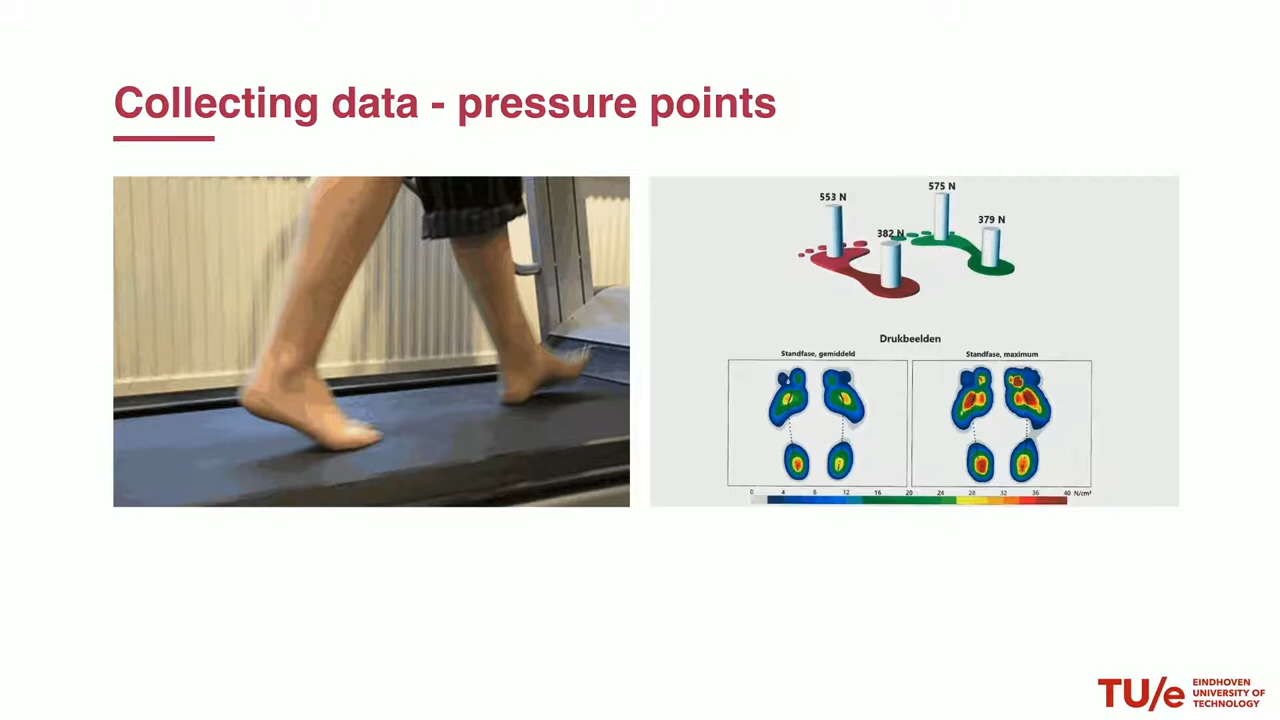 Collecting data - pressure points
575 N
553 N
379 N
382 N
Drukbeelden
Standfase, gemiddeld
Standfase, maximum
0 4 8 12 16 20 24 28 32 36 40 N/cm²
TU/e EINDHOVEN
UNIVERSITY OF
TECHNOLOGY